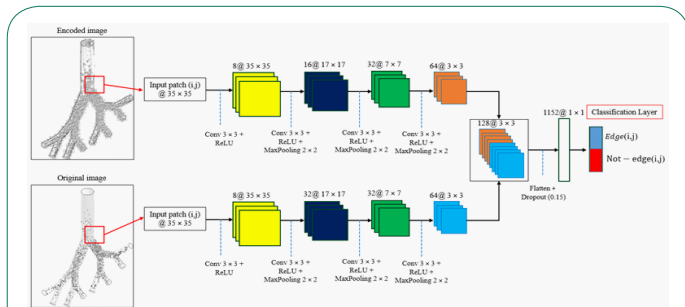 Encoded image
8@ 35 × 35
16@ 17 × 17
32@ 7 × 7
64@ 3 × 3
Input patch (i,j)
@ 35 × 35
Conv 3 × 3 +
ReLU
Conv 3 × 3 +
ReLU +
MaxPooling 2 × 2
Conv 3 × 3 +
ReLU +
MaxPooling 2 × 2
Conv 3 × 3 +
ReLU +
MaxPooling 2 × 2
128@ 3 × 3
1152@ 1 × 1
Classification Layer
Edge(i,j)
Not − edge(i,j)
Flatten +
Dropout (0.15)
Original image
8@ 35 × 35
32@ 17 × 17
32@ 7 × 7
64@ 3 × 3
Input patch (i,j)
@ 35 × 35
Conv 3 × 3 +
ReLU
Conv 3 × 3 +
ReLU +
MaxPooling 2 × 2
Conv 3 × 3 +
ReLU +
MaxPooling 2 × 2
Conv 3 × 3 +
ReLU +
MaxPooling 2 × 2